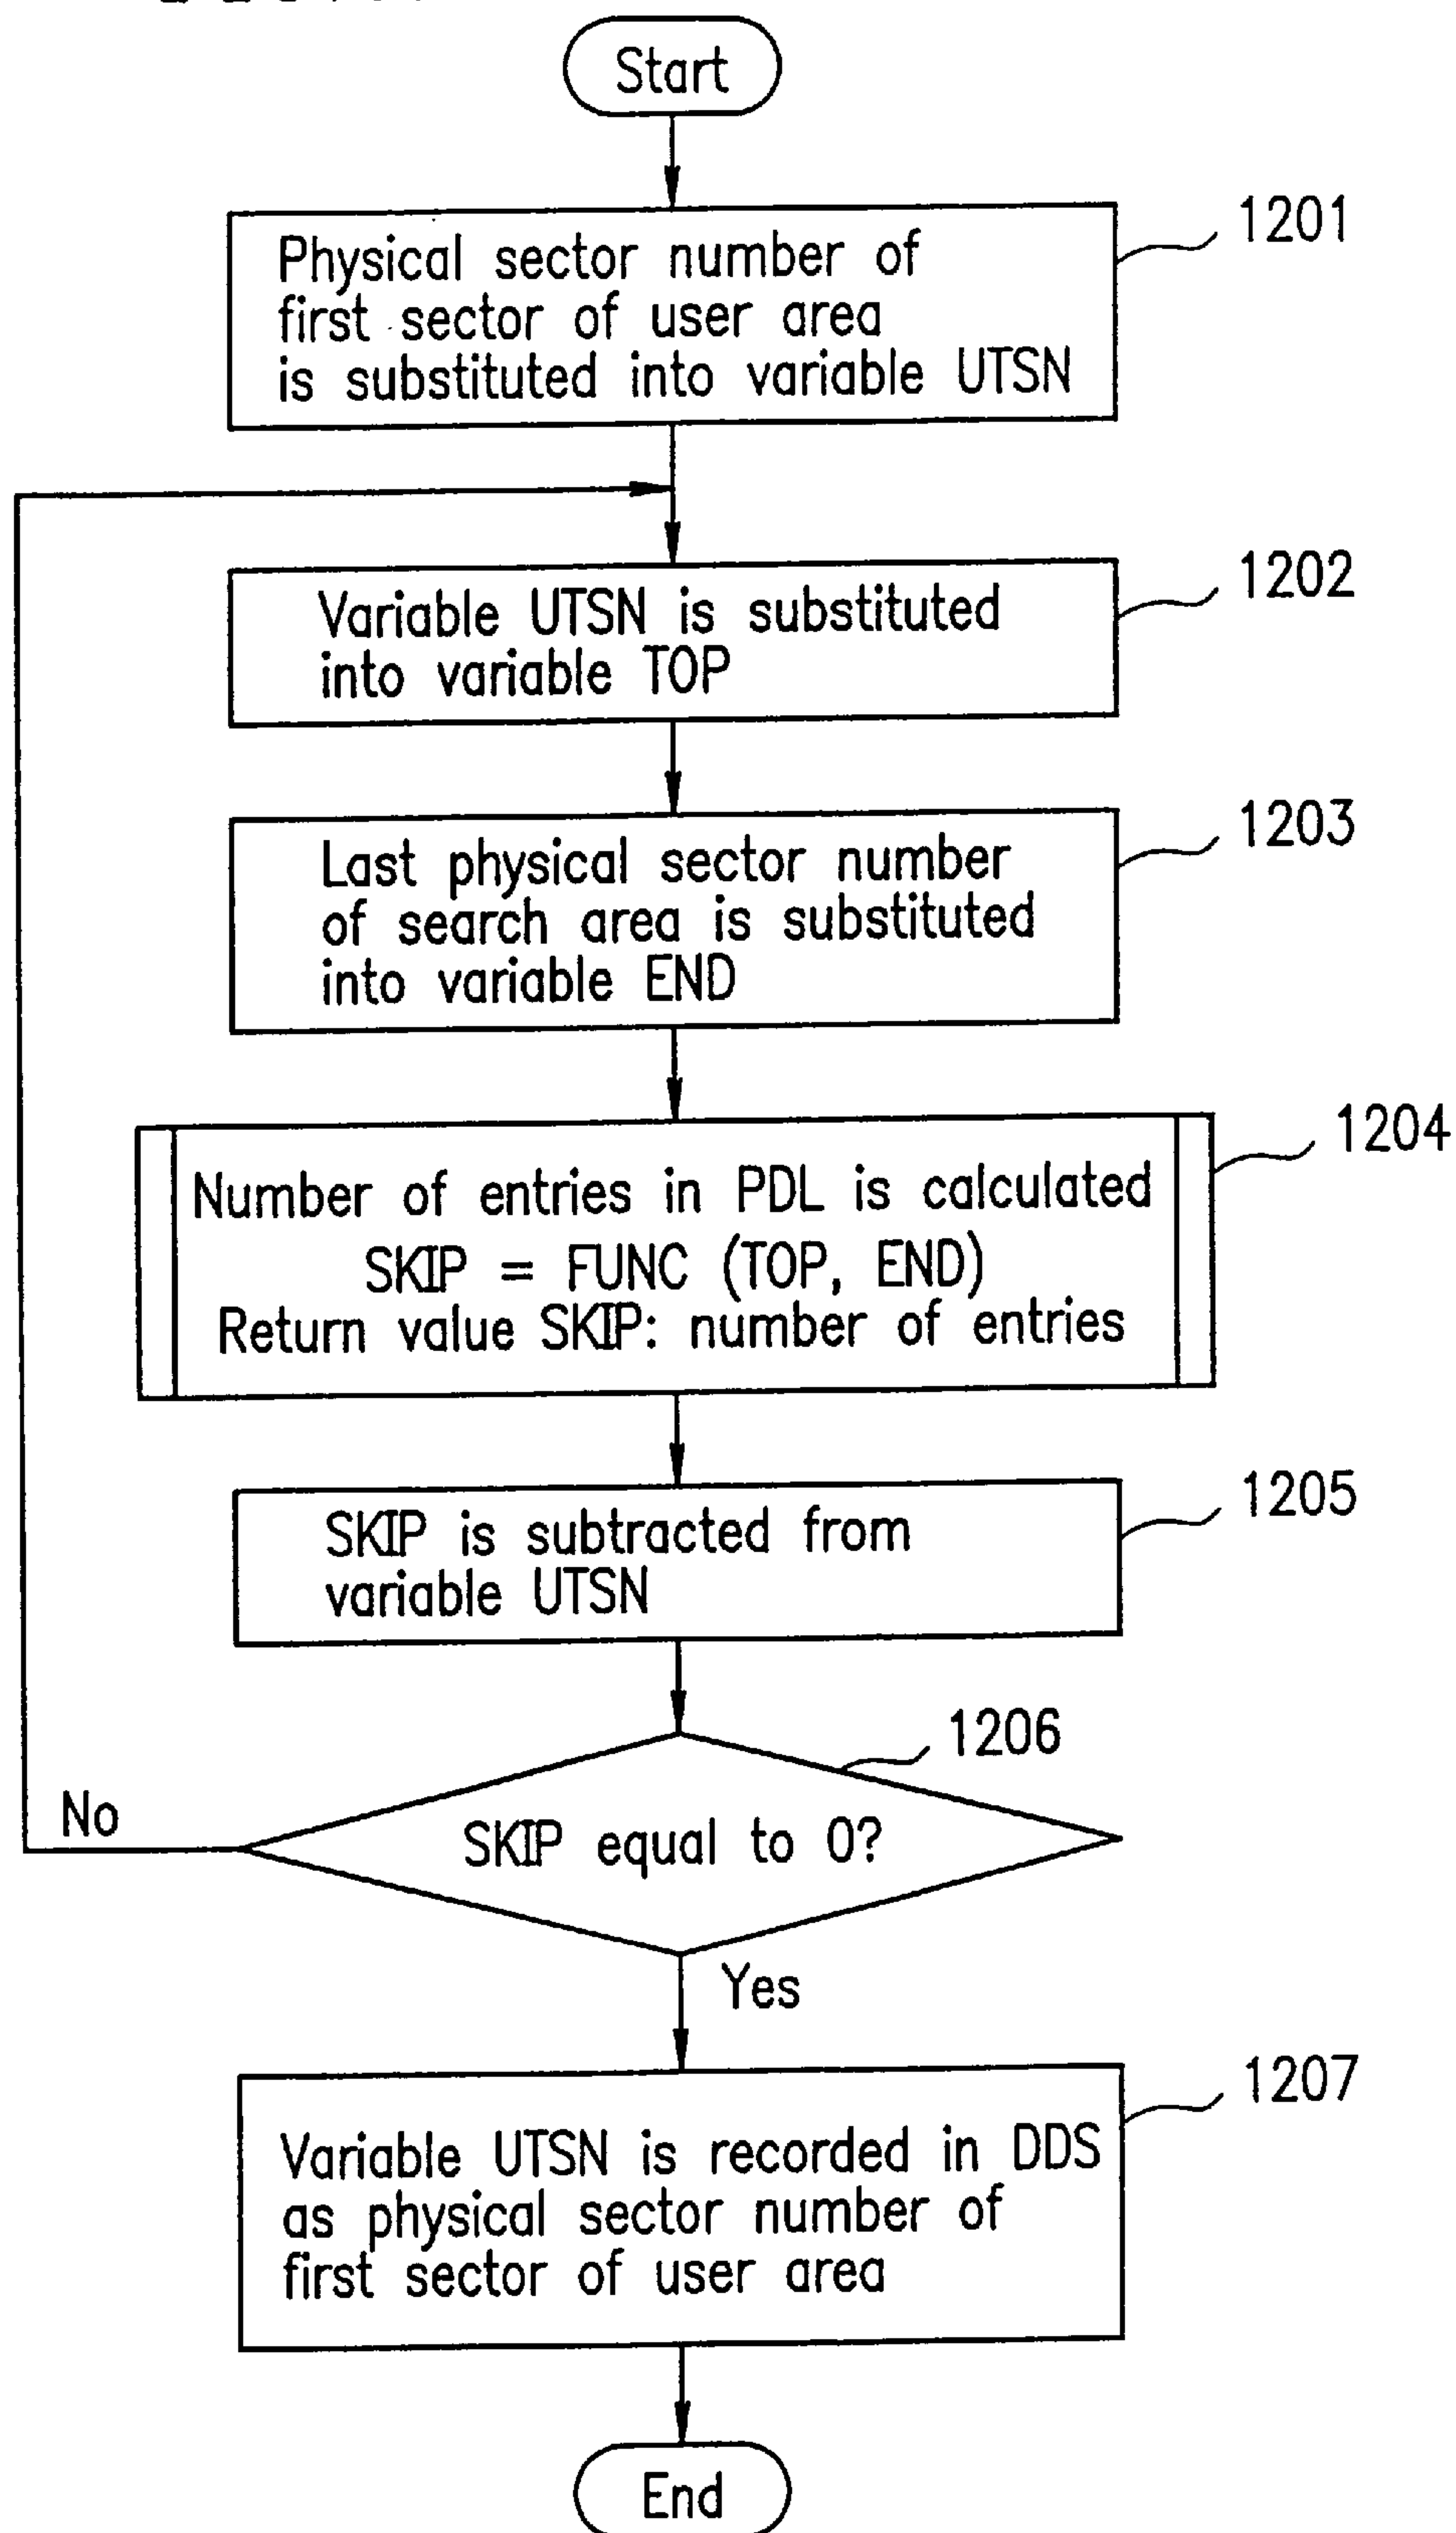 Start
1201
Physical sector number of
first sector of user area
is substituted into variable UTSN
1202
Variable UTSN is substituted
into variable TOP
1203
Last physical sector number
of search area is substituted
into variable END
1204
Number of entries in PDL is calculated
SKIP = FUNC (TOP, END)
Return value SKIP: number of entries
1205
SKIP is subtracted from
variable UTSN
1206
No
SKIP equal to 0?
Yes
1207
Variable UTSN is recorded in DDS
as physical sector number of
first sector of user area
End